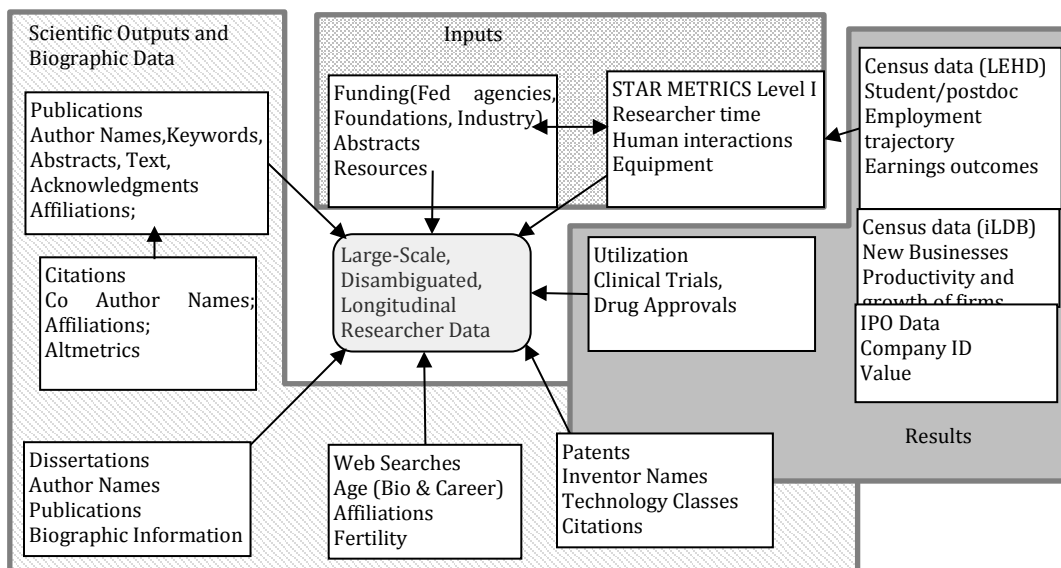 Scientific Outputs and
Biographic Data
Publications
Author Names,Keywords,
Abstracts, Text,
Acknowledgments
Affiliations;
Citations
Co Author Names;
Affiliations;
Altmetrics
Inputs
Funding(Fed agencies,
Foundations, Industry)
Abstracts
Resources
STAR METRICS Level I
Researcher time
Human interactions
Equipment
Census data (LEHD)
Student/postdoc
Employment
trajectory
Earnings outcomes
Census data (iLDB)
New Businesses
Productivity and
growth of firms
IPO Data
Company ID
Value
Large-Scale,
Disambiguated,
Longitudinal
Researcher Data
Utilization
Clinical Trials,
Drug Approvals
Results
Dissertations
Author Names
Publications
Biographic Information
Web Searches
Age (Bio & Career)
Affiliations
Fertility
Patents
Inventor Names
Technology Classes
Citations